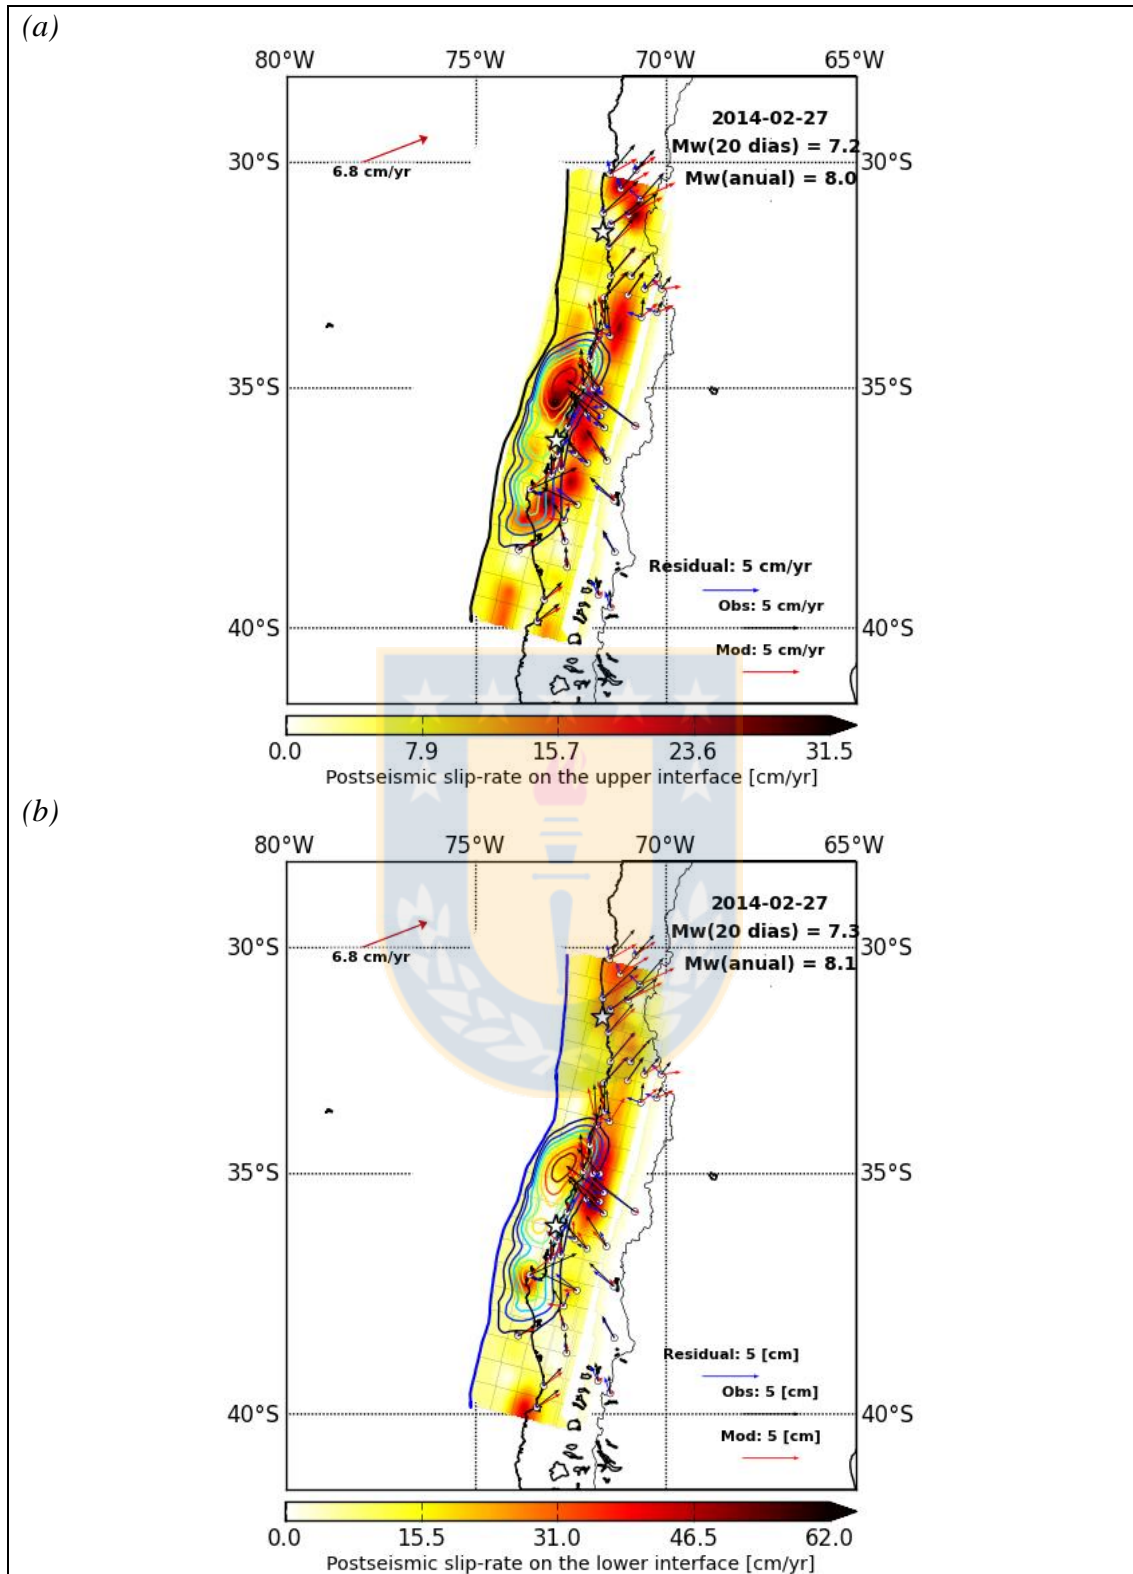 (a)
80°W 75°W 70°W 65°W
2014-02-27
Mw(20 dias) = 7.2
30°S 30°S
6.8 cm/yr
Mw(anual) = 8.0
35°S 35°S
Residual: 5 cm/yr
Obs: 5 cm/yr
40°S 40°S
Mod: 5 cm/yr
0.0 7.9 15.7 23.6 31.5
Postseismic slip-rate on the upper interface [cm/yr]
(b)
80°W 75°W 70°W 65°W
2014-02-27
Mw(20 dias) = 7.3
30°S 30°S
6.8 cm/yr
Mw(anual) = 8.1
35°S 35°S
Residual: 5 [cm]
Obs: 5 [cm]
40°S 40°S
Mod: 5 [cm]
0.0 15.5 31.0 46.5 62.0
Postseismic slip-rate on the lower interface [cm/yr]